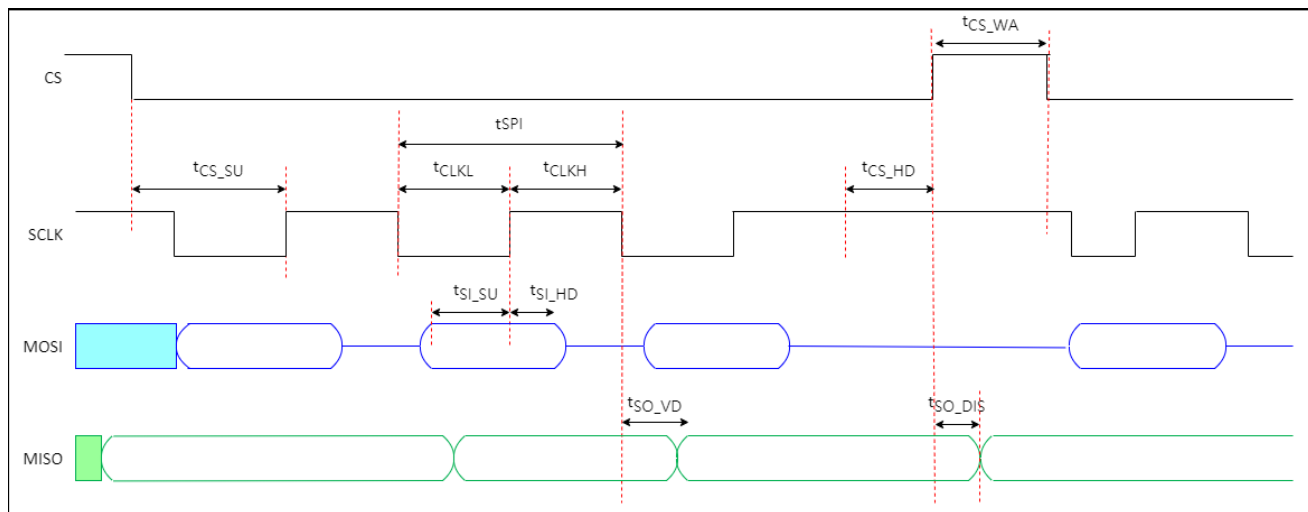 tCS_WA
CS
tSPI
tCS_SU
tCLKL
tCLKH
tCS_HD
SCLK
tSI_SU
tSI_HD
MOSI
tSO_VD
tSO_DIS
MISO